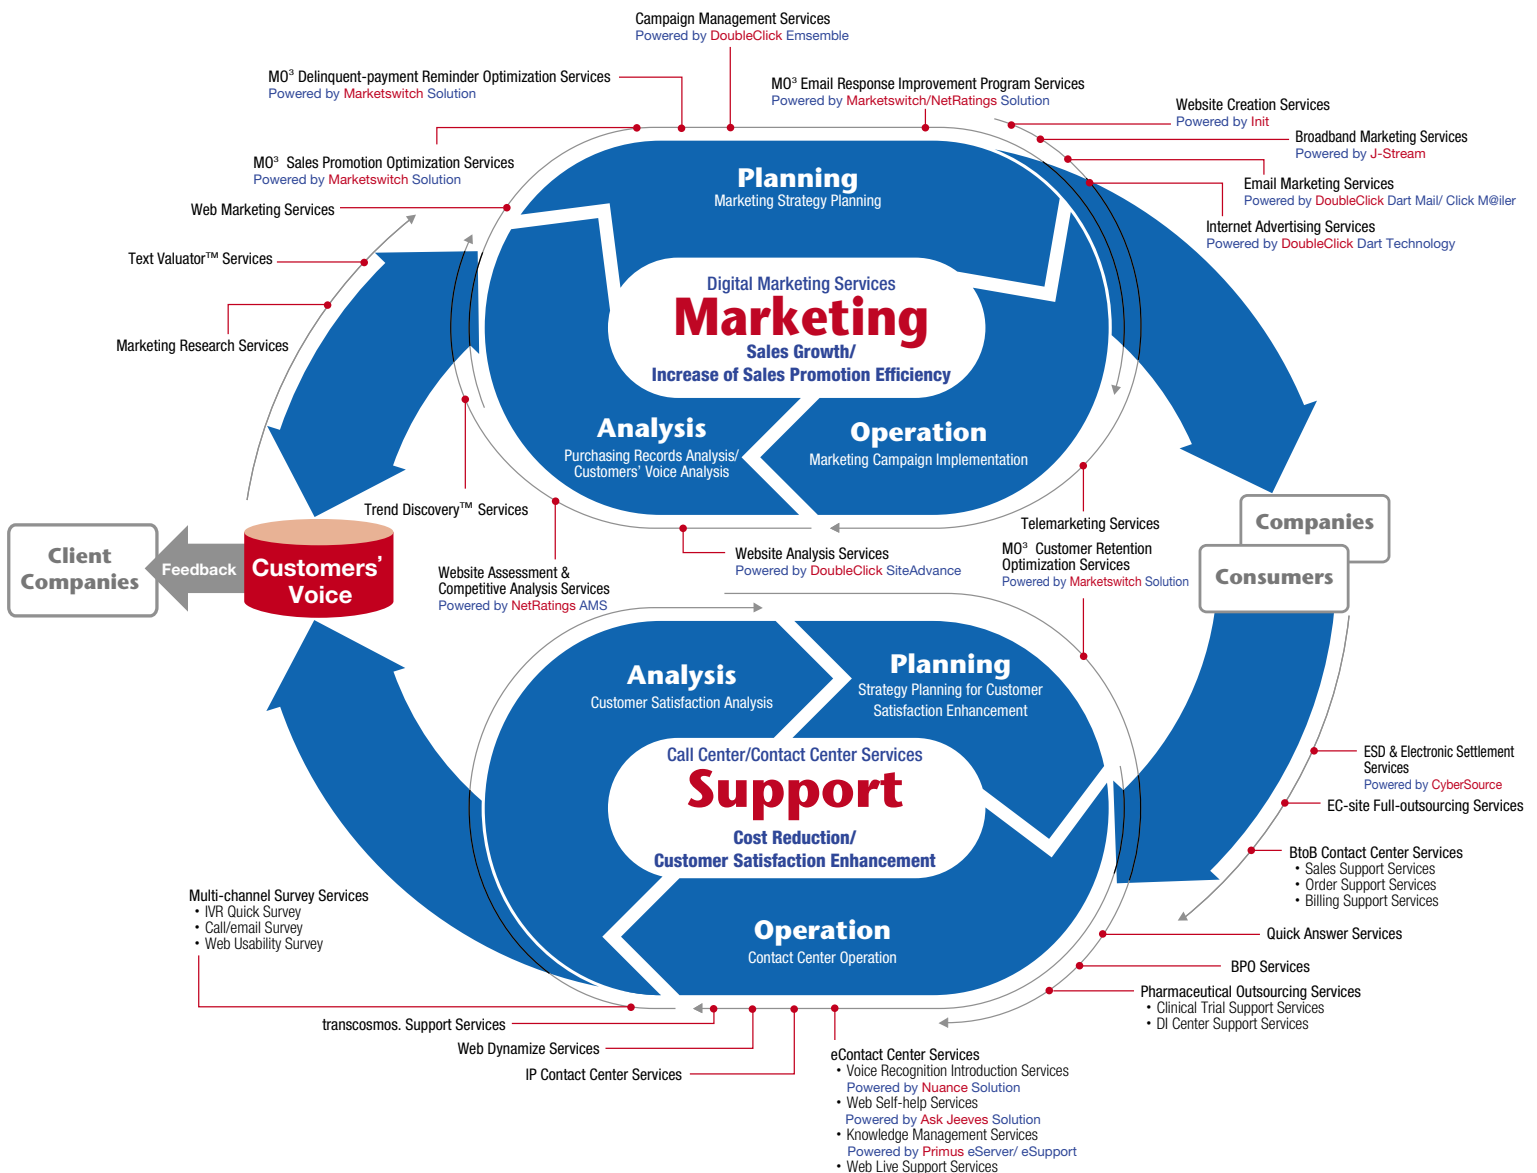 Campaign Management Services
Powered by DoubleClick Emsemble
MO³ Delinquent-payment Reminder Optimization Services
Powered by Marketswitch Solution
MO³ Email Response Improvement Program Services
Powered by Marketswitch/NetRatings Solution
Website Creation Services
Powered by Init
Broadband Marketing Services
Powered by J-Stream
MO³ Sales Promotion Optimization Services
Powered by Marketswitch Solution
Email Marketing Services
Powered by DoubleClick Dart Mail/ Click M@iler
Web Marketing Services
Internet Advertising Services
Powered by DoubleClick Dart Technology
Text Valuator™ Services
Marketing Research Services
Planning
Marketing Strategy Planning
Digital Marketing Services
Marketing
Sales Growth/
Increase of Sales Promotion Efficiency
Analysis
Purchasing Records Analysis/
Customers' Voice Analysis
Operation
Marketing Campaign Implementation
Trend Discovery™ Services
Website Assessment &
Competitive Analysis Services
Powered by NetRatings AMS
Website Analysis Services
Powered by DoubleClick SiteAdvance
Telemarketing Services
MO³ Customer Retention
Optimization Services
Powered by Marketswitch Solution
Companies
Consumers
Client
Companies
Feedback
Customers'
Voice
Analysis
Customer Satisfaction Analysis
Planning
Strategy Planning for Customer
Satisfaction Enhancement
Call Center/Contact Center Services
Support
Cost Reduction/
Customer Satisfaction Enhancement
Operation
Contact Center Operation
ESD & Electronic Settlement
Services
Powered by CyberSource
EC-site Full-outsourcing Services
BtoB Contact Center Services
• Sales Support Services
• Order Support Services
• Billing Support Services
Quick Answer Services
BPO Services
Pharmaceutical Outsourcing Services
• Clinical Trial Support Services
• DI Center Support Services
Multi-channel Survey Services
• IVR Quick Survey
• Call/email Survey
• Web Usability Survey
transcosmos. Support Services
Web Dynamize Services
IP Contact Center Services
eContact Center Services
• Voice Recognition Introduction Services
Powered by Nuance Solution
• Web Self-help Services
Powered by Ask Jeeves Solution
• Knowledge Management Services
Powered by Primus eServer/ eSupport
• Web Live Support Services